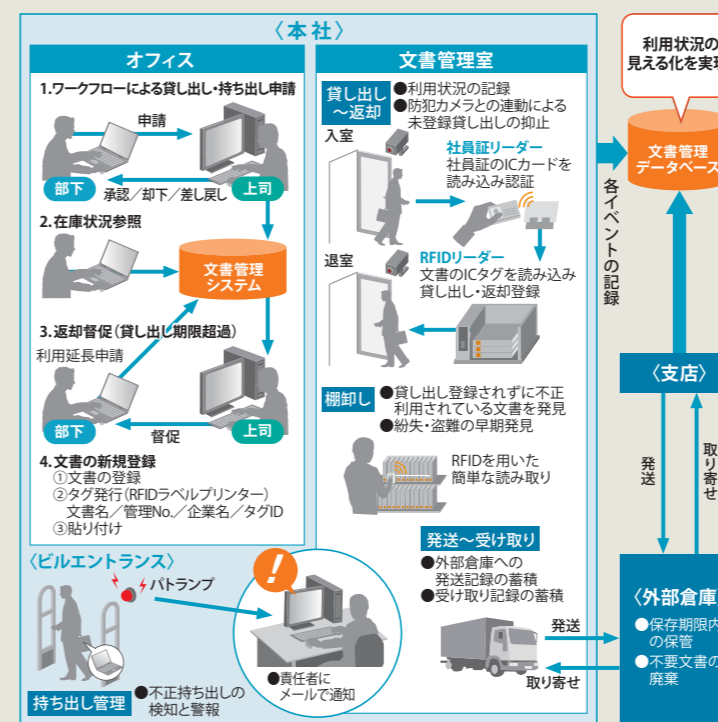 〈本社〉
オフィス
1.ワークフローによる貸し出し・持ち出し申請
申請
部下
承認／却下／差し戻し
上司
2.在庫状況参照
文書管理
システム
3.返却督促（貸し出し期限超過）
利用延長申請
部下
督促
上司
4.文書の新規登録
①文書の登録
②タグ発行（RFIDラベルプリンター）
文書名／管理No.／企業名／タグID
③貼り付け
文書管理室
貸し出し
～返却
●利用状況の記録
●防犯カメラとの連動による
未登録貸し出しの抑止
入室
社員証リーダー
社員証のICカードを
読み込み認証
退室
RFIDリーダー
文書のICタグを読み込み
貸し出し・返却登録
棚卸し
●貸し出し登録されずに不正
利用されている文書を発見
●紛失・盗難の早期発見
RFIDを用いた
簡単な読み取り
発送～受け取り
●外部倉庫への
発送記録の蓄積
●受け取り記録の蓄積
発送
取り寄せ
〈ビルエントランス〉
パトランプ
!
持ち出し管理
●不正持ち出しの
検知と警報
●責任者に
メールで通知
利用状況の
見える化を実現
文書管理
データベース
各イベントの記録
〈支店〉
発送
取り寄せ
〈外部倉庫
●保存期限内
の保管
●不要文書の
廃棄